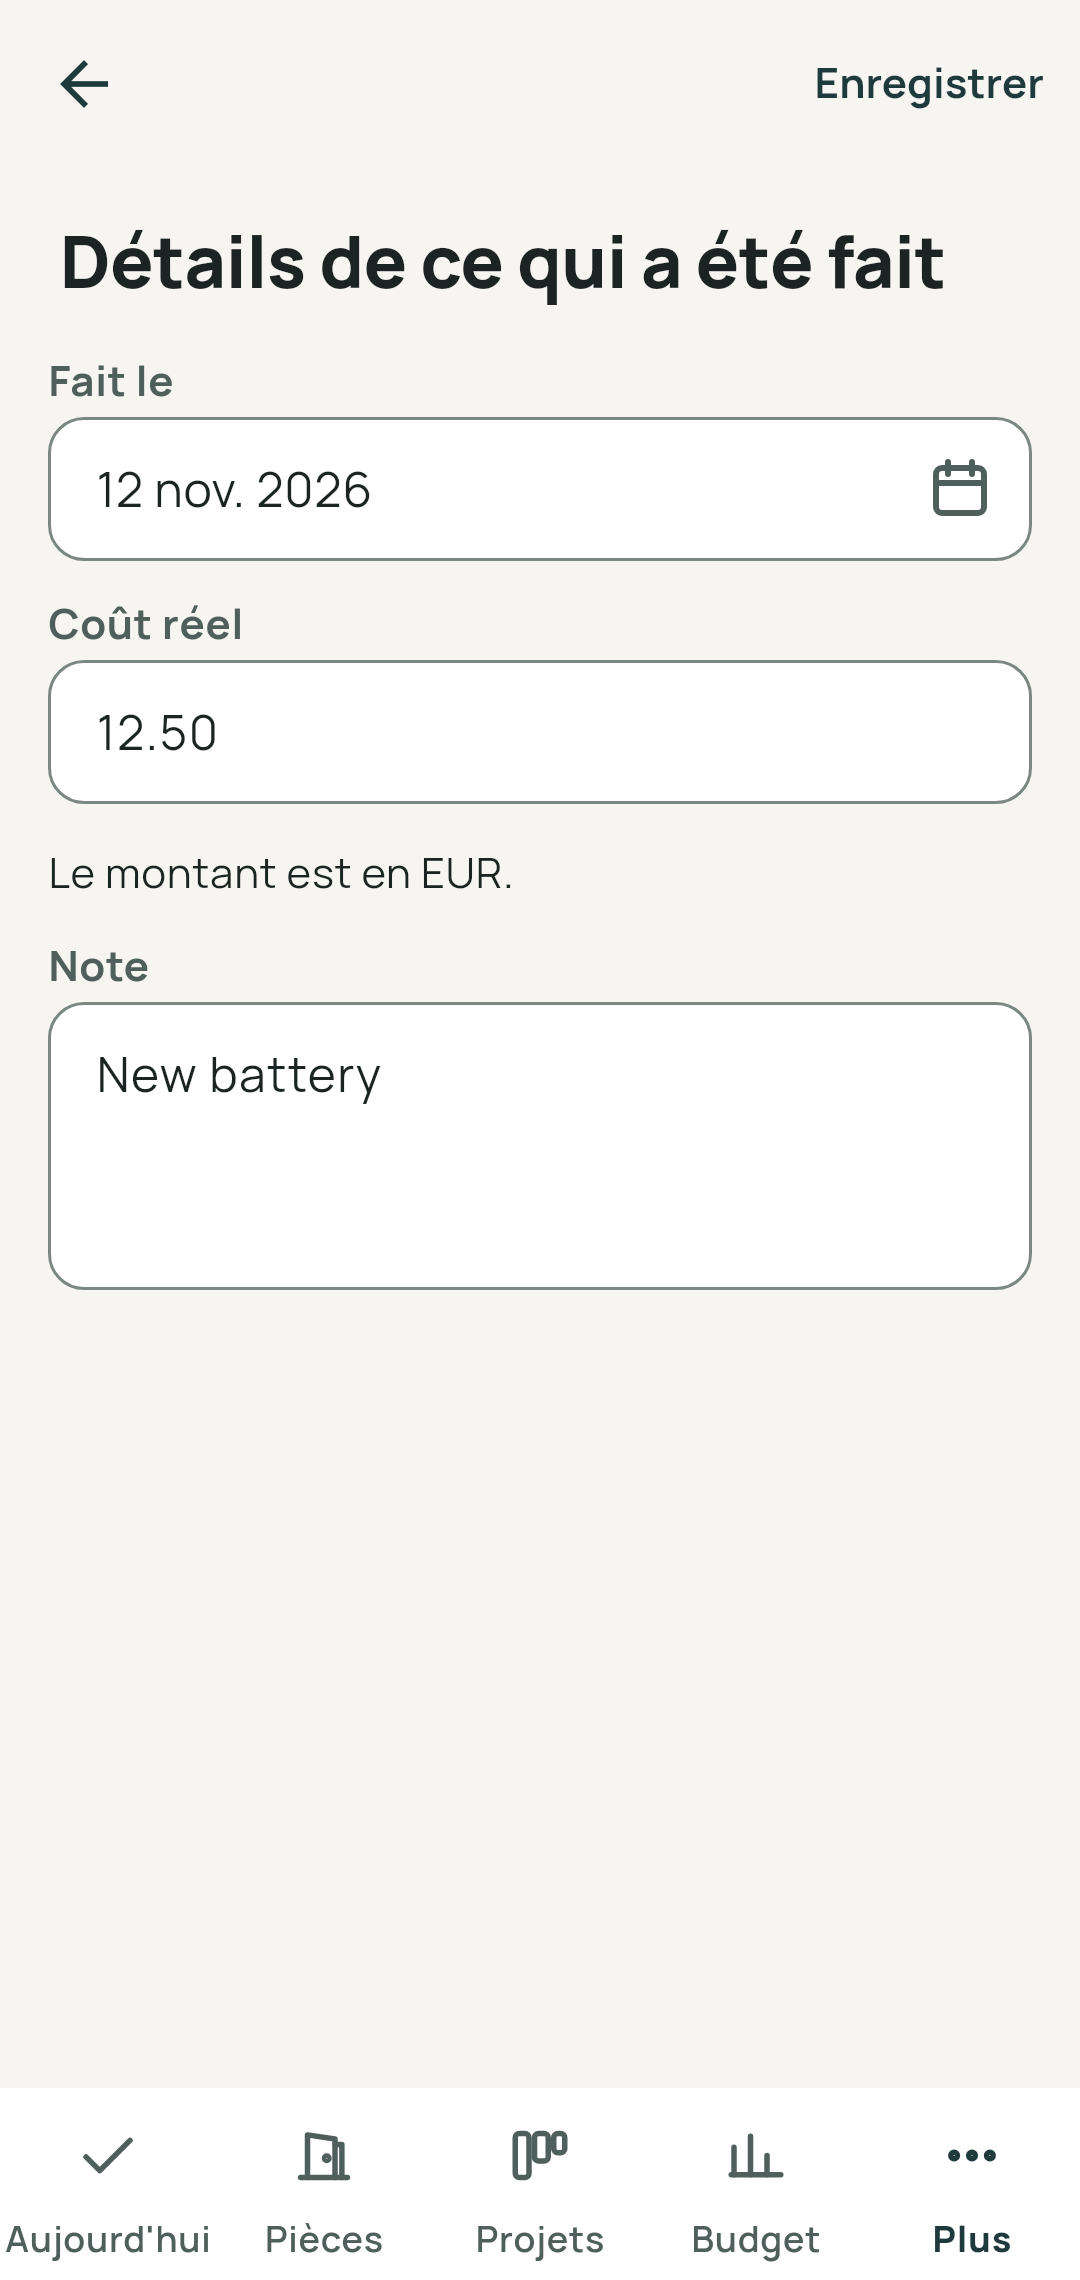 Enregistrer
Détails de ce qui a été fait
Fait le
12 nov. 2026
Coût réel
12.50
Le montant est en EUR.
Note
New battery
Aujourd'hui
Pièces
Projets
Budget
Plus